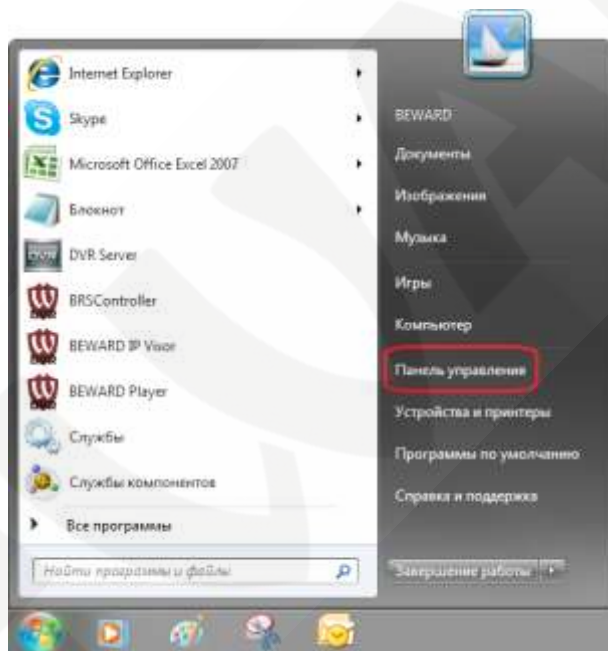 Internet Explorer
Skype
Microsoft Office Excel 2007
Блокнот
DVR Server
BRSController
BEWARD IP Visor
BEWARD Player
Службы
Службы компонентов
Все программы
Найти программы и файлы
BEWARD
Документы
Изображения
Музыка
Игры
Компьютер
Панель управления
Устройства и принтеры
Программы по умолчанию
Справка и поддержка
Завершение работы